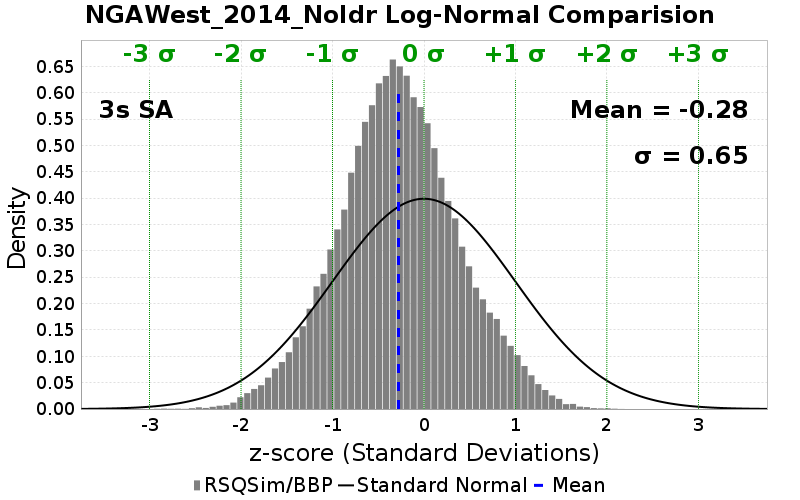 NGAWest_2014_NoIdr Log-Normal Comparision
-3 σ -2 σ -1 σ 0 σ +1 σ +2 σ +3 σ
3s SA
Mean = -0.28
σ = 0.65
Density
0.65
0.60
0.55
0.50
0.45
0.40
0.35
0.30
0.25
0.20
0.15
0.10
0.05
0.00
-3 -2 -1 0 1 2 3
z-score (Standard Deviations)
RSQSim/BBP Standard Normal Mean